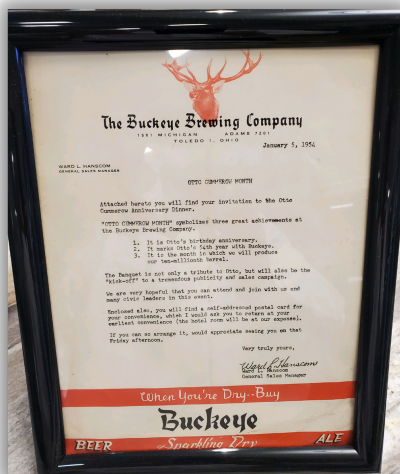 The Buckeye Brewing Company
1501 MICHIGAN ADAMS 7201
TOLEDO 1, OHIO
January 5, 1954
WARD L. HANSCOM
GENERAL SALES MANAGER
OTTO CUMMEROW MONTH
Attached hereto you will find your invitation to the Otto
Cummerow Anniversary Dinner.
"OTTO CUMMEROW MONTH" symbolizes three great achievements at
the Buckeye Brewing Company.
1. It is Otto's birthday anniversary.
2. It marks Otto's 54th year with Buckeye.
3. It is the month in which we will produce
our ten-millionth barrel.
The Banquet is not only a tribute to Otto, but will also be the
"kick-off" to a tremendous publicity and sales campaign.
We are very hopeful that you can attend and join with us and
many civic leaders in this event.
Enclosed also, you will find a self-addressed postal card for
your convenience, which I would ask you to return at your
earliest convenience (the hotel room will be at our expense).
If you can so arrange it, would appreciate seeing you on that
Friday afternoon.
Very truly yours,
Ward L Hanscom
Ward L. Hanscom
General Sales Manager
When You're Dry--Buy
Buckeye
BEER Sparkling Dry ALE